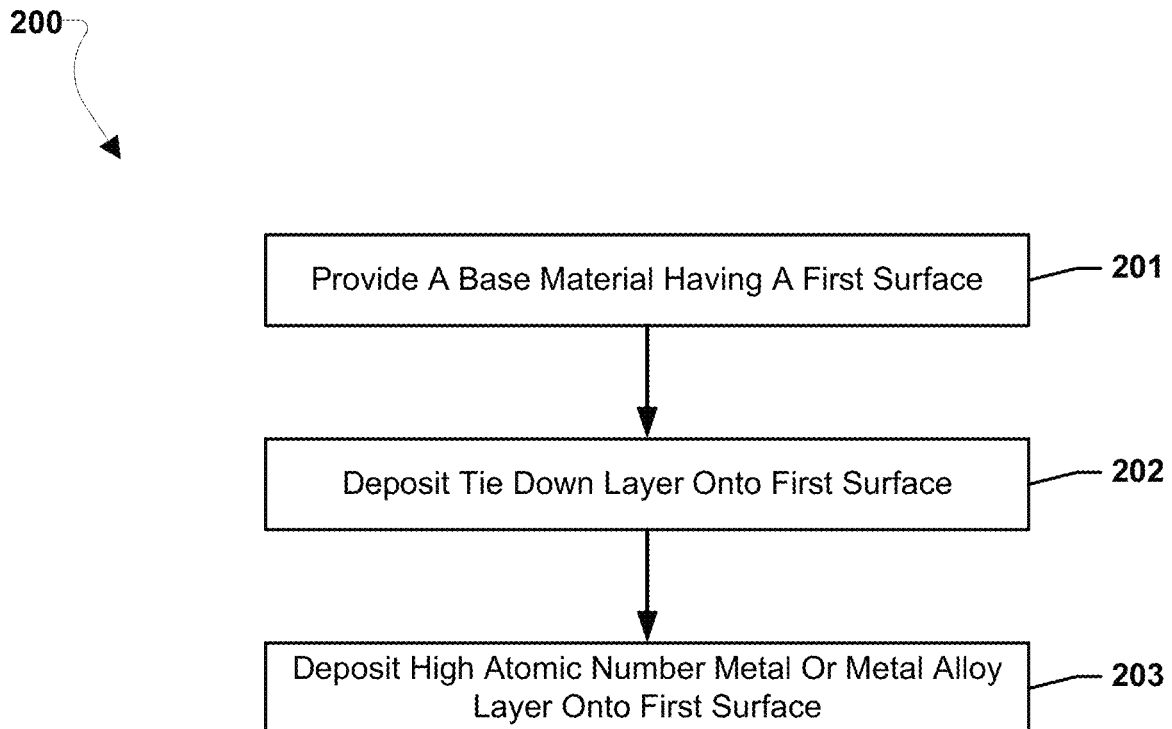 200
Provide A Base Material Having A First Surface
201
Deposit Tie Down Layer Onto First Surface
202
Deposit High Atomic Number Metal Or Metal Alloy
Layer Onto First Surface
203